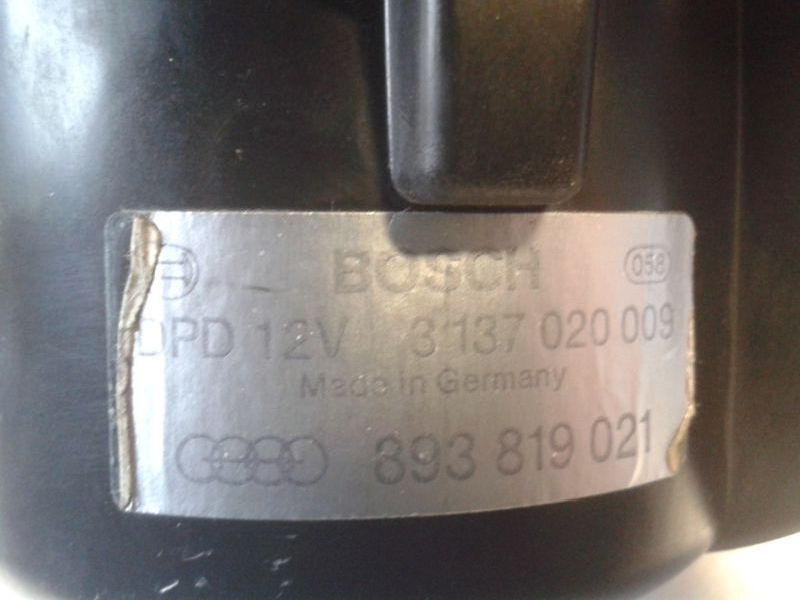 BOSCH 058
DPD 12V 3 137 020 009
Made in Germany
893 819 021